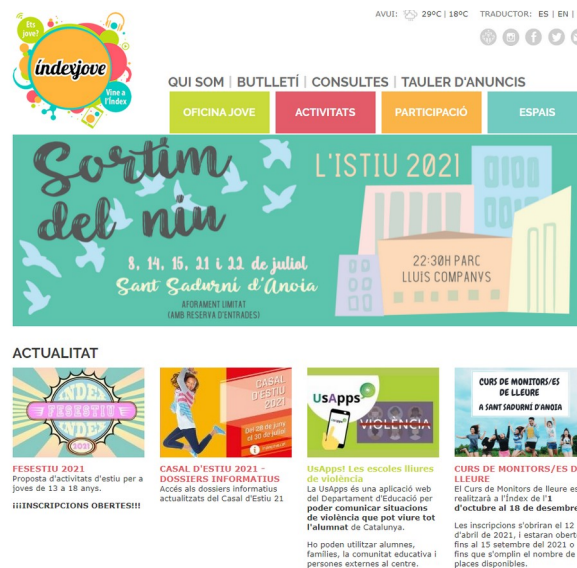 AVUI: 29ºC | 18ºC TRADUCTOR: ES | EN |
Ets
jove?
índexjove
Vine a
l'Índex
QUI SOM | BUTLLETÍ | CONSULTES | TAULER D'ANUNCIS
OFICINA JOVE ACTIVITATS PARTICIPACIÓ ESPAIS
Sortim
del niu
L'ISTIU 2021
8, 14, 15, 21 i 22 de juliol
Sant Sadurní d'Anoia
AFORAMENT LIMITAT
(AMB RESERVA D'ENTRADES)
22:30H PARC
LLUIS COMPANYS
ACTUALITAT
INDEX
FESESTIU
INDEX
2021
FESESTIU 2021
Proposta d'activitats d'estiu per a
joves de 13 a 18 anys.
¡¡¡INSCRIPCIONS OBERTES!!!
CASAL
D'ESTIU
2021
Del 28 de juny
al 30 de juliol
CASAL D'ESTIU 2021 -
DOSSIERS INFORMATIUS
Accés als dossiers informatius
actualitzats del Casal d'Estiu 21
UsApps
VIOLÈNCIA
UsApps! Les escoles lliures
de violència
La UsApps és una aplicació web
del Departament d'Educació per
poder comunicar situacions
de violència que pot viure tot
l'alumnat de Catalunya.
Ho poden utilitzar alumnes,
famílies, la comunitat educativa i
persones externes al centre.
CURS DE MONITORS/ES
DE LLEURE
A SANT SADURNÍ D'ANOIA
CURS DE MONITORS/ES D
LLEURE
El Curs de Monitors de lleure es
realitzarà a l'Índex de l'1
d'octubre al 18 de desembre
Les inscripcions s'obriran el 12
d'abril de 2021, i estaran obert
fins al 15 setembre del 2021 o
fins que s'omplin el nombre de
places disponibles.